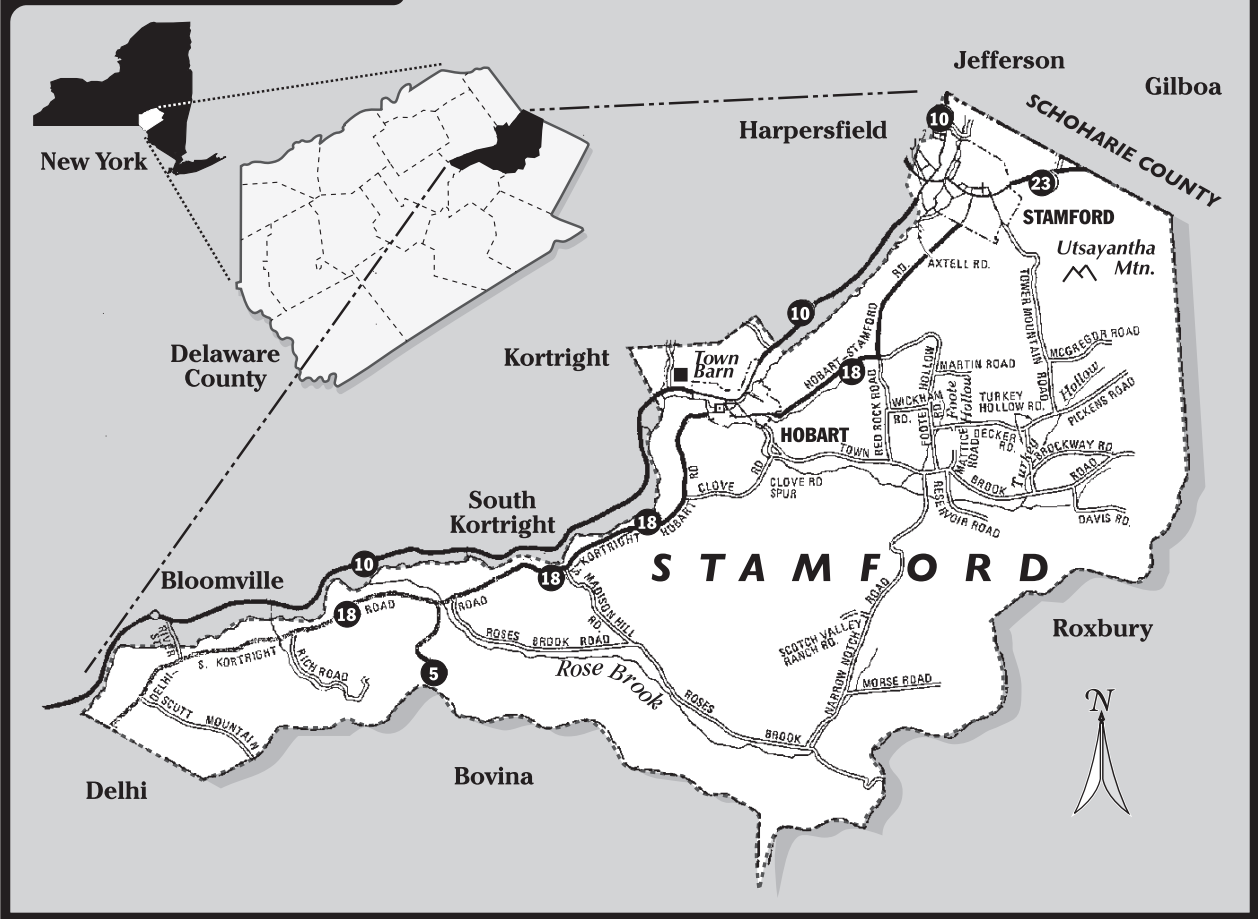 Jefferson
Gilboa
SCHOHARIE COUNTY
Harpersfield
10
New York
23
STAMFORD
Utsayantha
Mtn.
AXTELL RD.
TOWER MOUNTAIN ROAD
10
HOBART STAMFORD RD.
Delaware
County
Kortright
Town
Barn
18
MCGREGOR ROAD
MARTIN ROAD
Hollow
PICKENS ROAD
RED ROCK ROAD
WICKHAM
RD.
FOOTE HOLLOW RD
Foote
Hollow
TURKEY
HOLLOW RD.
HOBART
TOWN
DECKER
RD.
MATTICE
ROAD
Turkey
BROCKWAY RD
BROOK ROAD
CLOVE RD
CLOVE RD
SPUR
RESERVOIR ROAD
DAVIS RD.
South
Kortright
18
S. KORTRIGHT HOBART RD
STAMFORD
10
18
Bloomville
18
ROAD
ROAD
MADISON HILL
RD
ROSES BROOK ROAD
Rose Brook
SCOTCH VALLEY
RANCH RD.
NARROW NOTCH ROAD
Roxbury
RIVER
ST.
S. KORTRIGHT
RICH ROAD
5
DELHI
SCUTT MOUNTAIN
MORSE ROAD
ROSES
BROOK
N
Delhi
Bovina